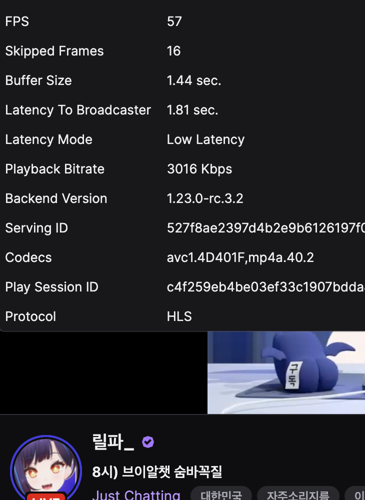 FPS 57
Skipped Frames 16
Buffer Size 1.44 sec.
Latency To Broadcaster 1.81 sec.
Latency Mode Low Latency
Playback Bitrate 3016 Kbps
Backend Version 1.23.0-rc.3.2
Serving ID 527f8ae2397d4b2e9b6126197f0
Codecs avc1.4D401F,mp4a.40.2
Play Session ID c4f259eb4be03ef33c1907bdda
Protocol HLS
구독
릴파_
8시) 브이알챗 숨바꼭질
Just Chatting 대한민국 자주소리지름